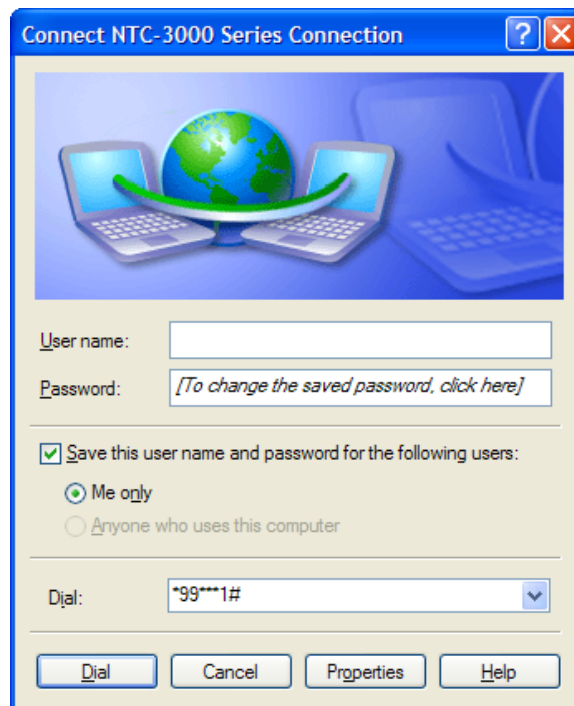 Connect NTC-3000 Series Connection
User name:
Password: [To change the saved password, click here]
Save this user name and password for the following users:
Me only
Anyone who uses this computer
Dial: *99***1#
Dial Cancel Properties Help